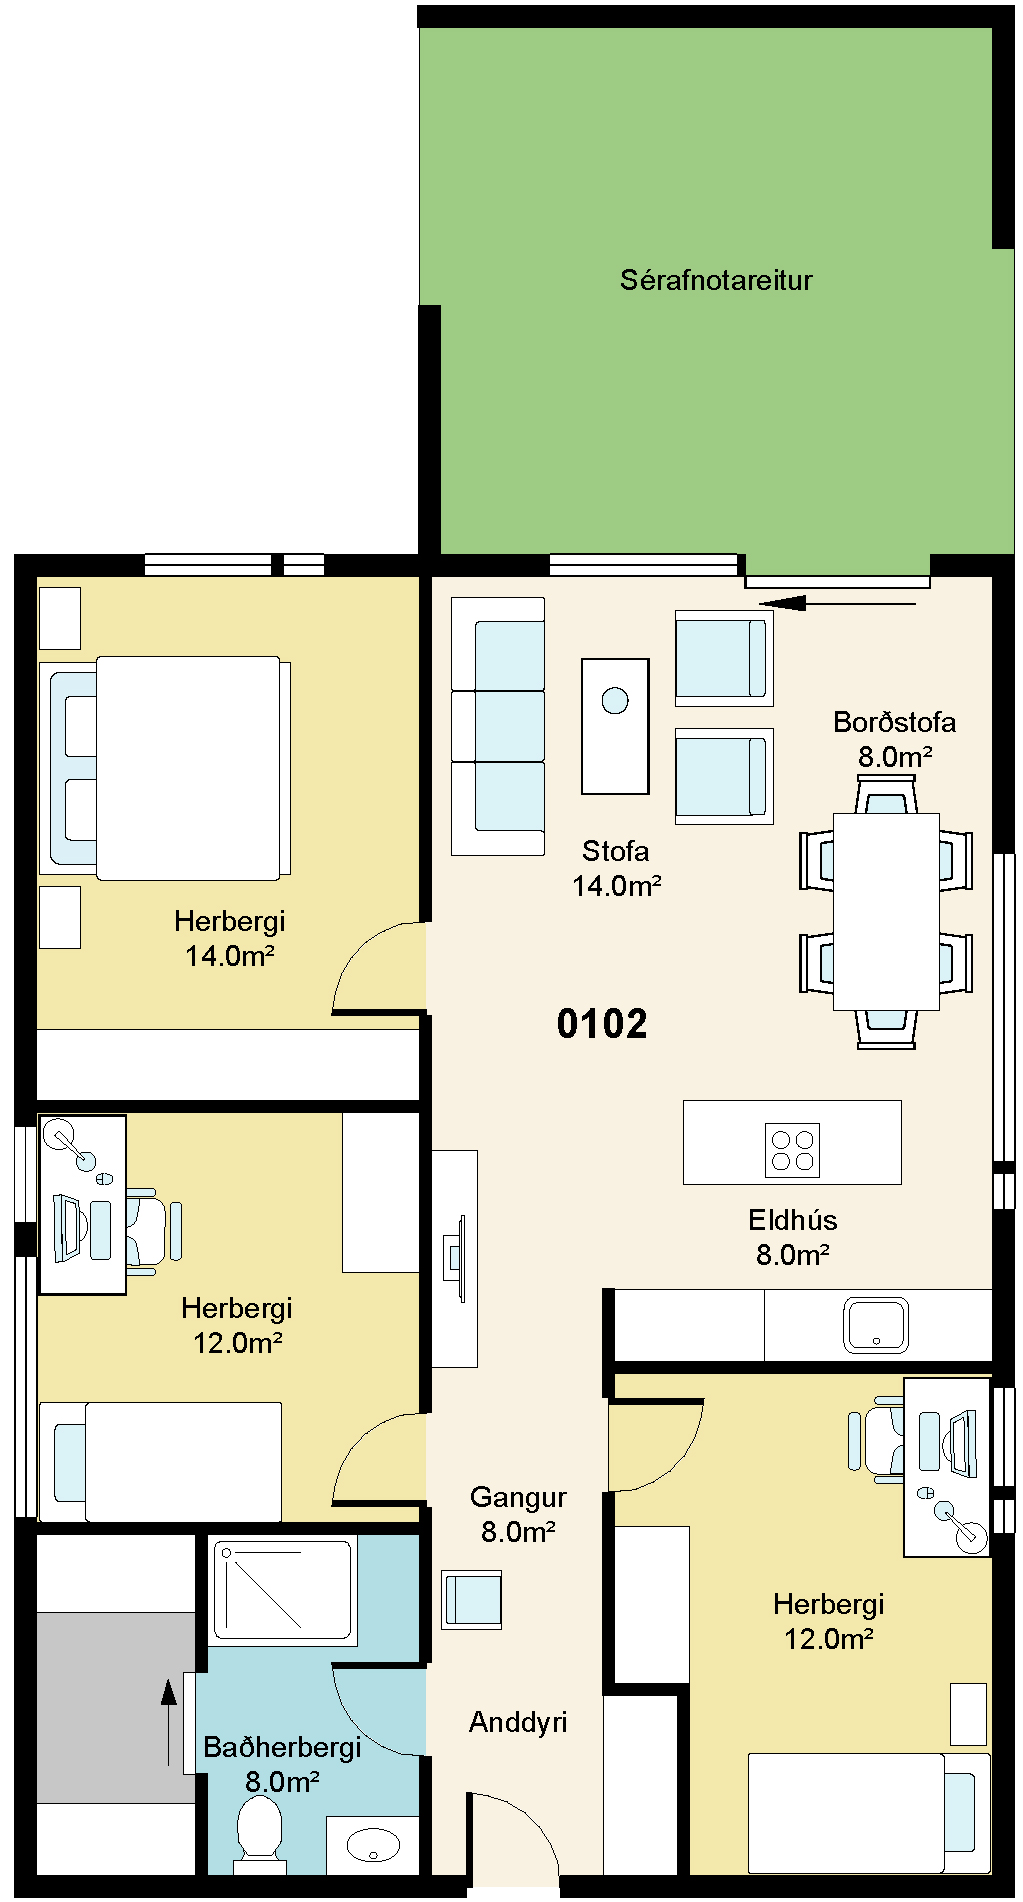 Sérafnotareitur
Borðstofa
8.0m²
Stofa
14.0m²
Herbergi
14.0m²
0102
Eldhús
8.0m²
Herbergi
12.0m²
Gangur
8.0m²
Herbergi
12.0m²
Anddyri
Baðherbergi
8.0m²